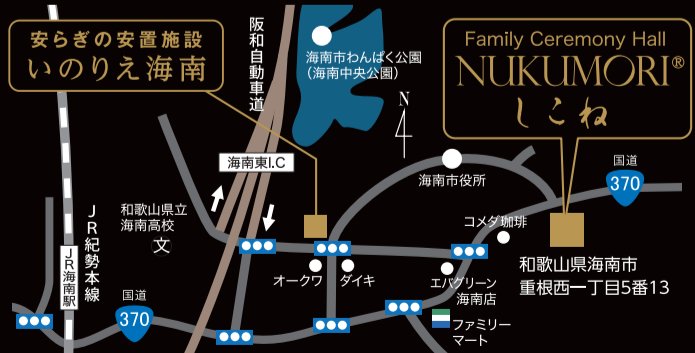 安らぎの安置施設
いのりえ海南
阪和自動車道
海南市わんぱく公園
（海南中央公園）
Family Ceremony Hall
NUKUMORI®
しこね
N
海南東I.C
海南市役所
国道
370
和歌山県立
海南高校
文
JR紀勢本線
JR海南駅
コメダ珈琲
オークワ
ダイキ
エバグリーン
海南店
和歌山県海南市
重根西一丁目5番13
国道
370
ファミリー
マート